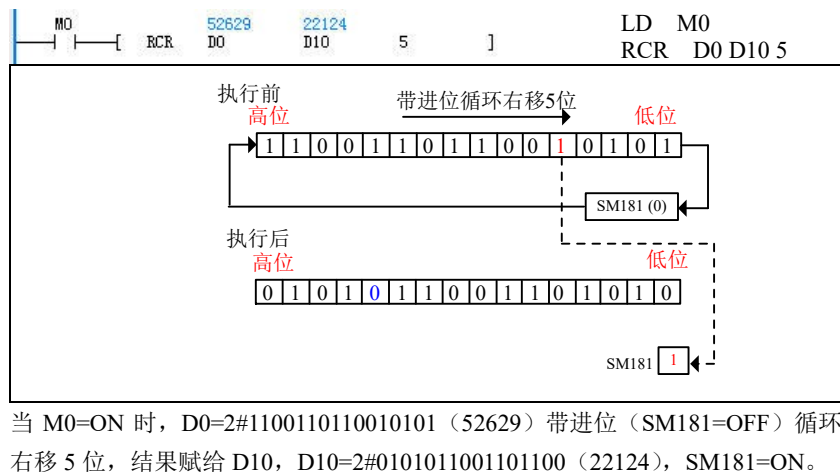 M0 52629 22124 LD M0
[ RCR D0 D10 5 ] RCR D0 D10 5
执行前 带进位循环右移5位
高位 低位
1 1 0 0 1 1 0 1 1 0 0 1 0 1 0 1
SM181 (0)
执行后
高位 低位
0 1 0 1 0 1 1 0 0 1 1 0 1 0 1 0
SM181 1
当 M0=ON 时，D0=2#1100110110010101（52629）带进位（SM181=OFF）循环
右移 5 位，结果赋给 D10，D10=2#0101011001101100（22124），SM181=ON。